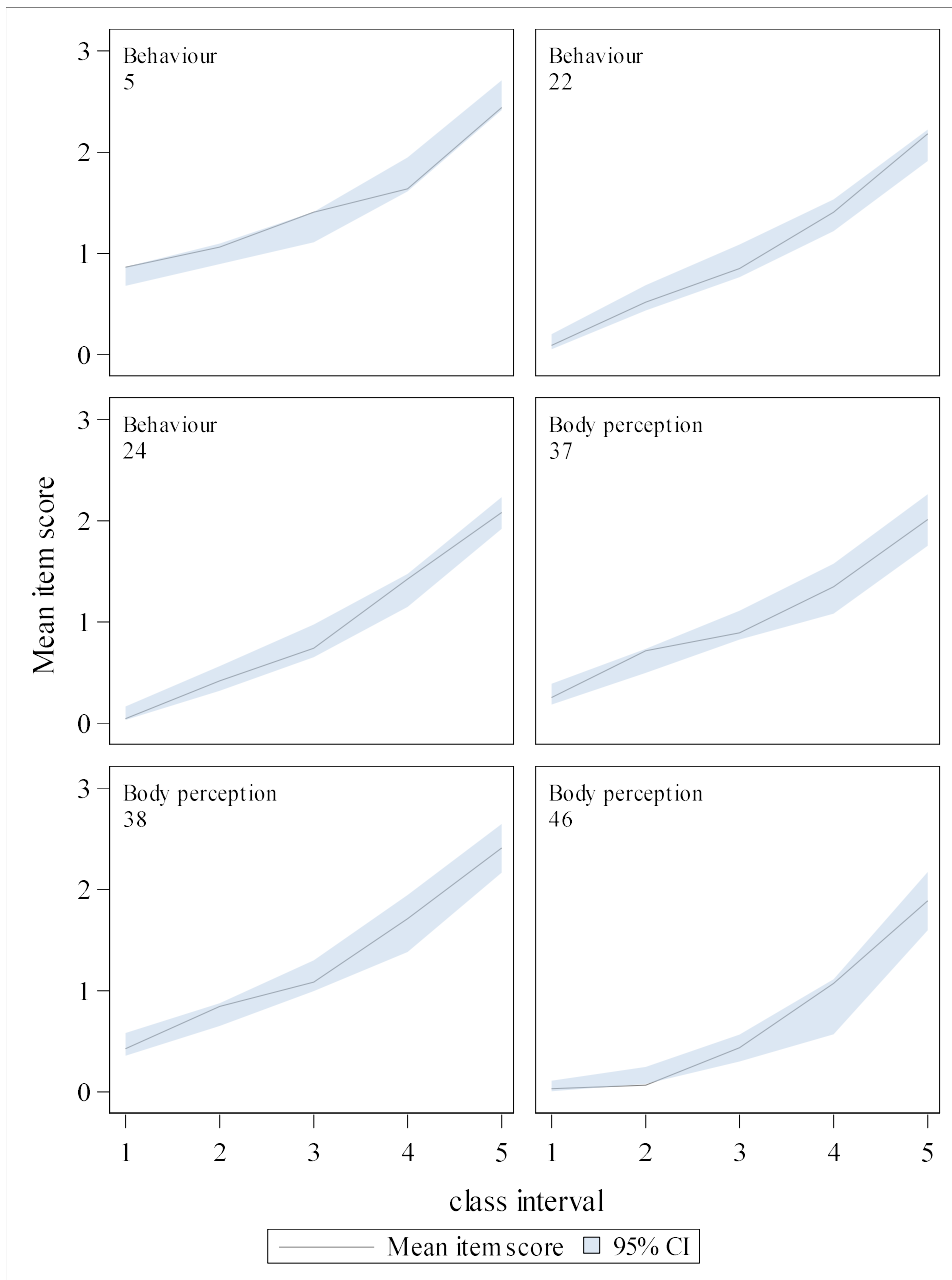 3
2
1
0
Behaviour
5
Behaviour
22
3
2
1
0
Behaviour
24
Body perception
37
3
2
1
0
Body perception
38
Body perception
46
Mean item score
1 2 3 4 5 1 2 3 4 5
class interval
Mean item score 95% CI